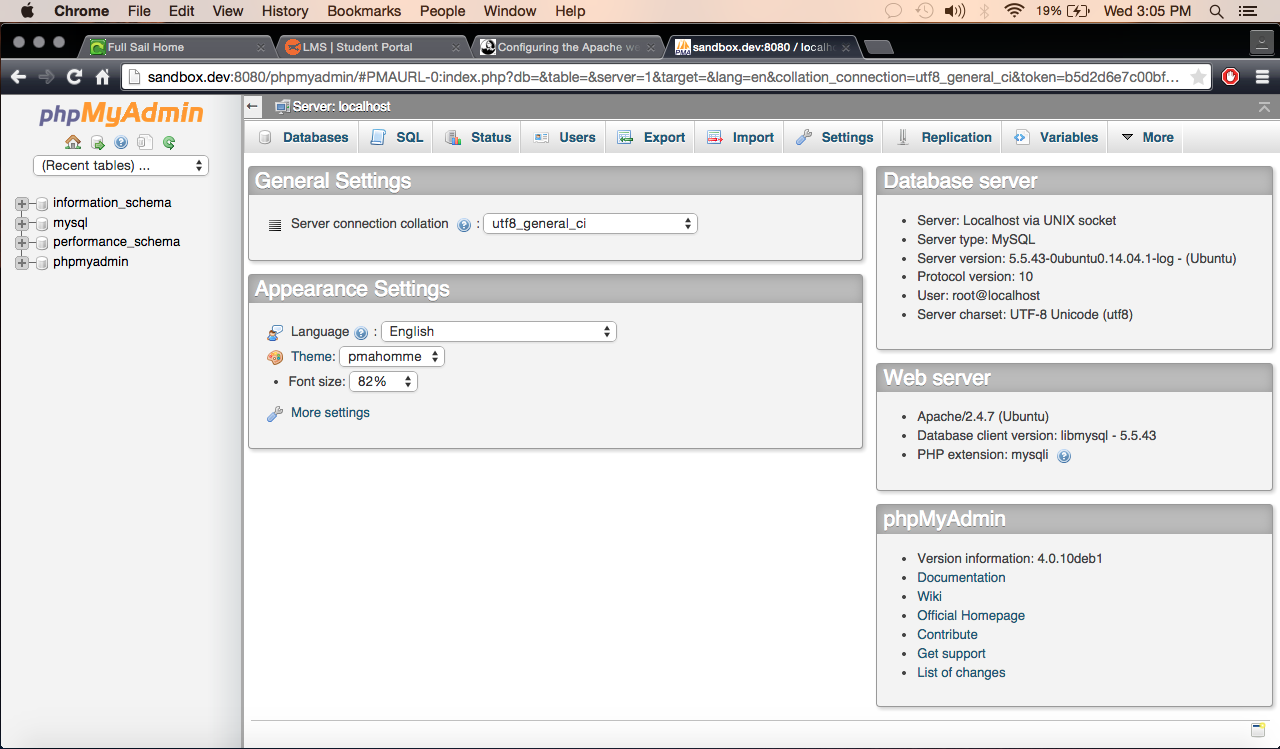 Chrome File Edit View History Bookmarks People Window Help 19% Wed 3:05 PM
Full Sail Home LMS | Student Portal Configuring the Apache we sandbox.dev:8080 / localh
sandbox.dev:8080/phpmyadmin/#PMAURL-0:index.php?db=&table=&server=1&target=&lang=en&collation_connection=utf8_general_ci&token=b5d2d6e7c00bf...
phpMyAdmin
(Recent tables) ...
information_schema
mysql
performance_schema
phpmyadmin
Server: localhost
Databases SQL Status Users Export Import Settings Replication Variables More
General Settings
Server connection collation : utf8_general_ci
Appearance Settings
Language : English
Theme: pmahomme
• Font size: 82%
More settings
Database server
• Server: Localhost via UNIX socket
• Server type: MySQL
• Server version: 5.5.43-0ubuntu0.14.04.1-log - (Ubuntu)
• Protocol version: 10
• User: root@localhost
• Server charset: UTF-8 Unicode (utf8)
Web server
• Apache/2.4.7 (Ubuntu)
• Database client version: libmysql - 5.5.43
• PHP extension: mysqli
phpMyAdmin
• Version information: 4.0.10deb1
• Documentation
• Wiki
• Official Homepage
• Contribute
• Get support
• List of changes